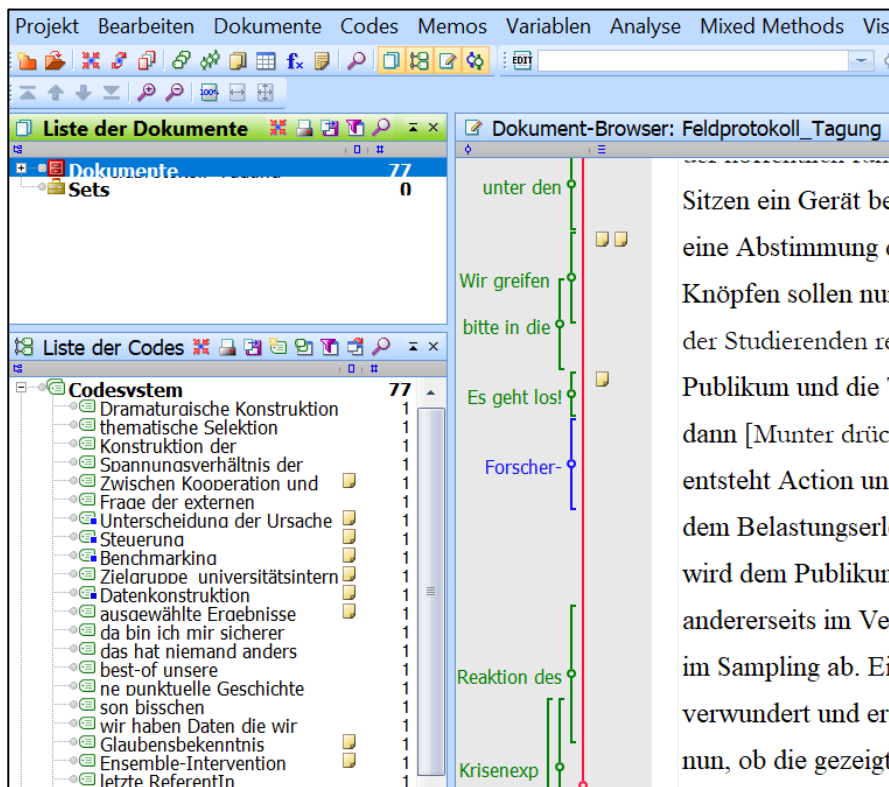 Projekt Bearbeiten Dokumente Codes Memos Variablen Analyse Mixed Methods Vis
EDIT
100%
Liste der Dokumente
Dokumente 77
Sets 0
Liste der Codes
Codesystem 77
Dramaturgische Konstruktion 1
thematische Selektion 1
Konstruktion der 1
Spannungsverhältnis der 1
Zwischen Kooperation und 1
Frage der externen 1
Unterscheidung der Ursache 1
Steuerung 1
Benchmarking 1
Zielgruppe universitätsintern 1
Datenkonstruktion 1
ausgewählte Ergebnisse 1
da bin ich mir sicherer 1
das hat niemand anders 1
best-of unsere 1
ne punktuelle Geschichte 1
son bisschen 1
wir haben Daten die wir 1
Glaubensbekenntnis 1
Ensemble-Intervention 1
letzte ReferentIn 1
Dokument-Browser: Feldprotokoll_Tagung
unter den
Wir greifen
bitte in die
Es geht los!
Forscher-
Reaktion des
Krisenexp
Sitzen ein Gerät be
eine Abstimmung
Knöpfen sollen nu
der Studierenden re
Publikum und die
dann [Munter drüc
entsteht Action un
dem Belastungserl
wird dem Publikum
andererseits im Ve
im Sampling ab. Ei
verwundert und er
nun, ob die gezeigt